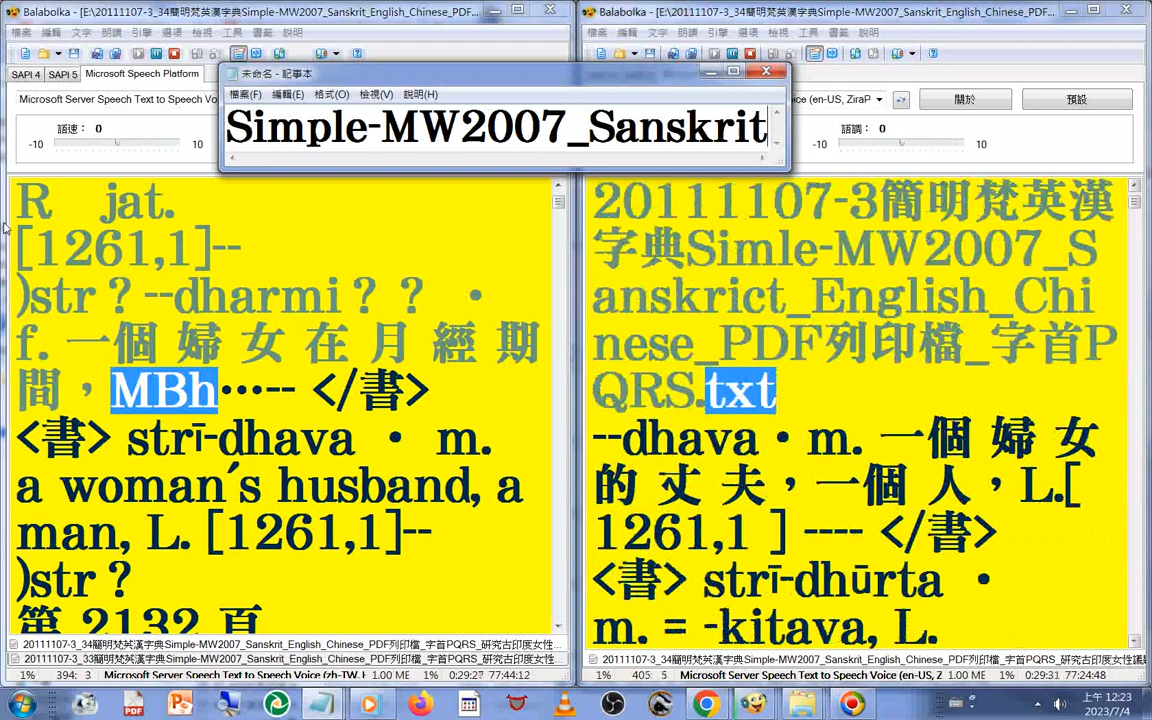 Balabolka - [E:\20111107-3_34簡明梵英漢字典Simple-MW2007_Sanskrit_English_Chinese_PDF...
檔案 編輯 文字 朗讀 引擎 選項 檢視 工具 書籤 說明
SAPI 4 SAPI 5 Microsoft Speech Platform
Microsoft Server Speech Text to Speech Vo
語速： 0
-10 10
未命名 - 記事本
檔案(F) 編輯(E) 格式(O) 檢視(V) 說明(H)
Simple-MW2007_Sanskrit
R jat.
[1261,1]--
)str？--dharmi？？ •
f. 一個 婦 女 在 月 經 期
間，MBh…-- </書>
<書> strī-dhava • m.
a woman's husband, a
man, L. [1261,1]--
)str？
第 2132 頁
20111107-3_34簡明梵英漢字典Simple-MW2007_Sanskrit_English_Chinese_PDF列印檔_字首PQRS_研究古印度女性...
20111107-3_33簡明梵英漢字典Simple-MW2007_Sanskrit_English_Chinese_PDF列印檔_字首PQRS_研究古印度女性...
1% 394: 3 Microsoft Server Speech Text to Speech Voice (zh-TW, 1.00 ME 1% 0:29:27 77:44:12
Balabolka - [E:\20111107-3_34簡明梵英漢字典Simple-MW2007_Sanskrit_English_Chinese_PDF...
檔案 編輯 文字 朗讀 引擎 選項 檢視 工具 書籤 說明
ice (en-US, ZiraP 關於 預設
語調： 0
-10 10
20111107-3簡明梵英漢
字典Simle-MW2007_S
anskrict_English_Chi
nese_PDF列印檔_字首P
QRS.txt
--dhava • m. 一個 婦 女
的 丈 夫，一個 人，L.[
1261,1 ] ---- </書>
<書> strī-dhūrta •
m. = -kitava, L.
20111107-3_34簡明梵英漢字典Simple-MW2007_Sanskrit_English_Chinese_PDF列印檔_字首PQRS_研究古印度女性議
1% 405: 5 Microsoft Server Speech Text to Speech Voice (en-US, Z 1.00 ME 1% 0:29:31 77:24:48
上午 12:23
2023/7/4